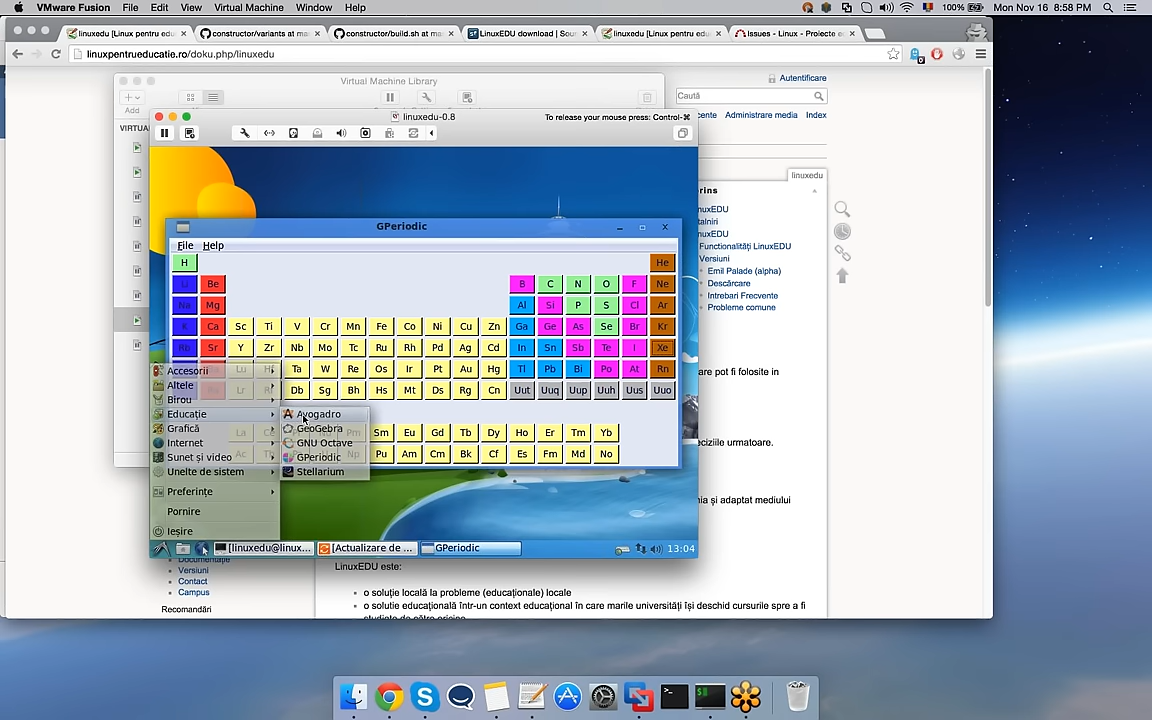 VMware Fusion File Edit View Virtual Machine Window Help 100% Mon Nov 16 8:58 PM
linuxedu [Linux pentru edu constructor/variants at ma constructor/build.sh at mas LinuxEDU download | Sour linuxedu [Linux pentru edu Issues - Linux - Proiecte e
linuxpentrueducatie.ro/doku.php/linuxedu
Autentificare
Virtual Machine Library
Caută
Add
Administrare media Index
linuxedu-0.8
To release your mouse press: Control-⌘
linuxedu
Emil Palade (alpha)
Funcționalități LinuxEDU
Versiuni
Descărcare
Intrebari Frecvente
Probleme comune
GPeriodic
File Help
H He
Li Be B C N O F Ne
Na Mg Al Si P S Cl Ar
K Ca Sc Ti V Cr Mn Fe Co Ni Cu Zn Ga Ge As Se Br Kr
Rb Sr Y Zr Nb Mo Tc Ru Rh Pd Ag Cd In Sn Sb Te I Xe
Ta W Re Os Ir Pt Au Hg Tl Pb Bi Po At Rn
Db Sg Bh Hs Mt Ds Rg Cn Uut Uuq Uup Uuh Uus Uuo
Sm Eu Gd Tb Dy Ho Er Tm Yb
Pu Am Cm Bk Cf Es Fm Md No
Accesorii
Altele
Birou
Educație
Grafică
Internet
Sunet și video
Unelte de sistem
Preferințe
Pornire
Ieșire
Avogadro
GeoGebra
GNU Octave
GPeriodic
Stellarium
are pot fi folosite in
eciziile urmatoare.
nia și adaptat mediului
[linuxedu@linux... [Actualizare de ... GPeriodic 13:04
Documentație
Versiuni
Contact
Campus
Recomandări
LinuxEDU este:
o soluție locală la probleme (educaționale) locale
o solutie educațională într-un context educațional în care marile universități își deschid cursurile spre a fi